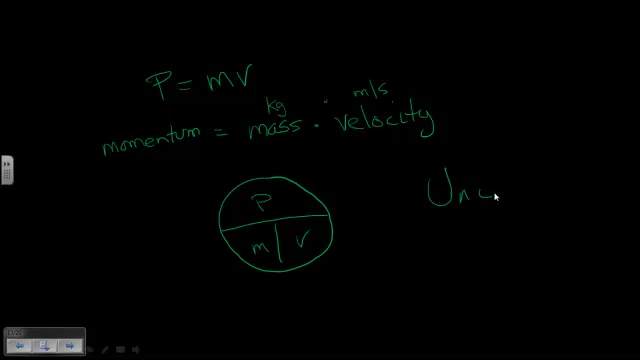 P = mv
kg m/s
momentum = mass · velocity
P
m v
Un